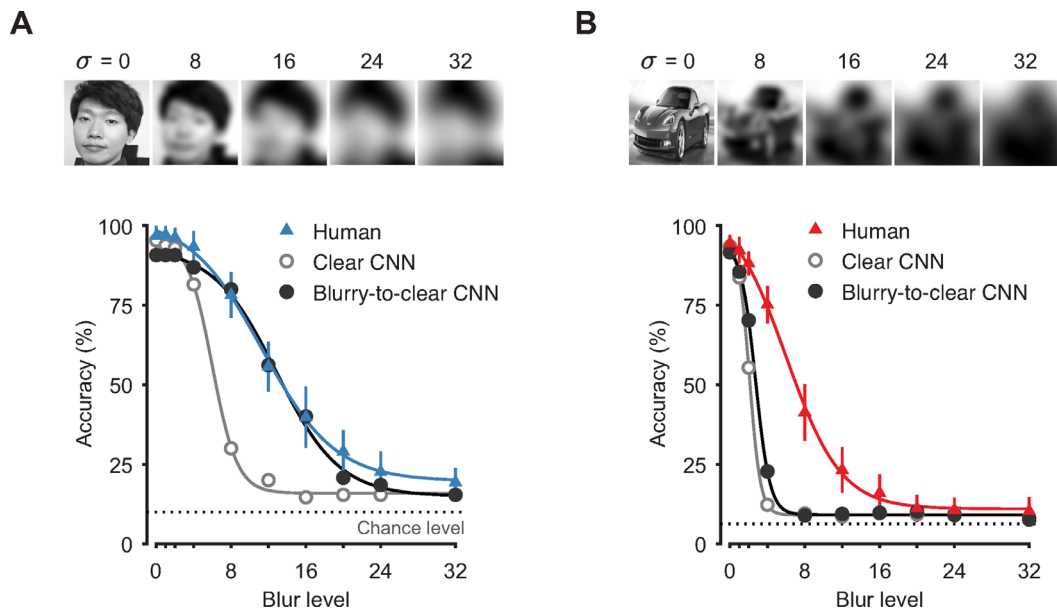 A
σ = 0 8 16 24 32
100
75
50
25
0
Accuracy (%)
Human
Clear CNN
Blurry-to-clear CNN
Chance level
0 8 16 24 32
Blur level
B
σ = 0 8 16 24 32
100
75
50
25
0
Accuracy (%)
Human
Clear CNN
Blurry-to-clear CNN
0 8 16 24 32
Blur level